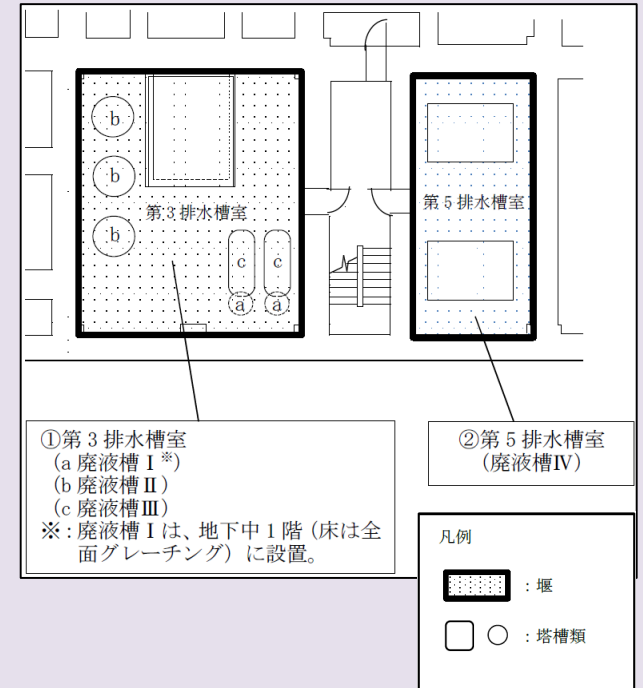 b
b
第3排水槽室
第5排水槽室
b
c
c
a
a
①第3排水槽室
(a 廃液槽Ⅰ※)
(b 廃液槽Ⅱ)
(c 廃液槽Ⅲ)
※:廃液槽Ⅰは、地下中1階(床は全
面グレーチング)に設置。
②第5排水槽室
(廃液槽Ⅳ)
凡例
:堰
:塔槽類